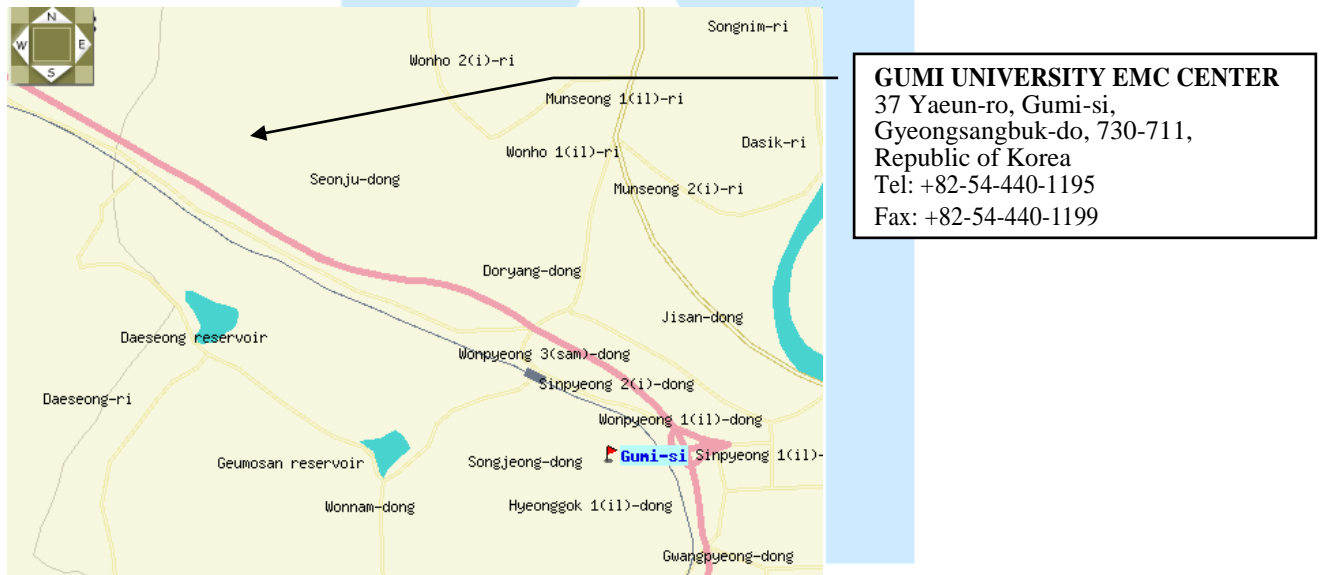 N
W
E
S
Songnim-ri
Wonho 2(i)-ri
Munseong 1(il)-ri
Dasik-ri
Wonho 1(il)-ri
Seonju-dong
Munseong 2(i)-ri
Doryang-dong
Jisan-dong
Daeseong reservoir
Wonpyeong 3(sam)-dong
Sinpyeong 2(i)-dong
Daeseong-ri
Wonpyeong 1(il)-dong
Gumi-si
Sinpyeong 1(il)-
Geumosan reservoir
Songjeong-dong
Wonnam-dong
Hyeonggok 1(il)-dong
Gwangpyeong-dong
GUMI UNIVERSITY EMC CENTER
37 Yaeun-ro, Gumi-si,
Gyeongsangbuk-do, 730-711,
Republic of Korea
Tel: +82-54-440-1195
Fax: +82-54-440-1199